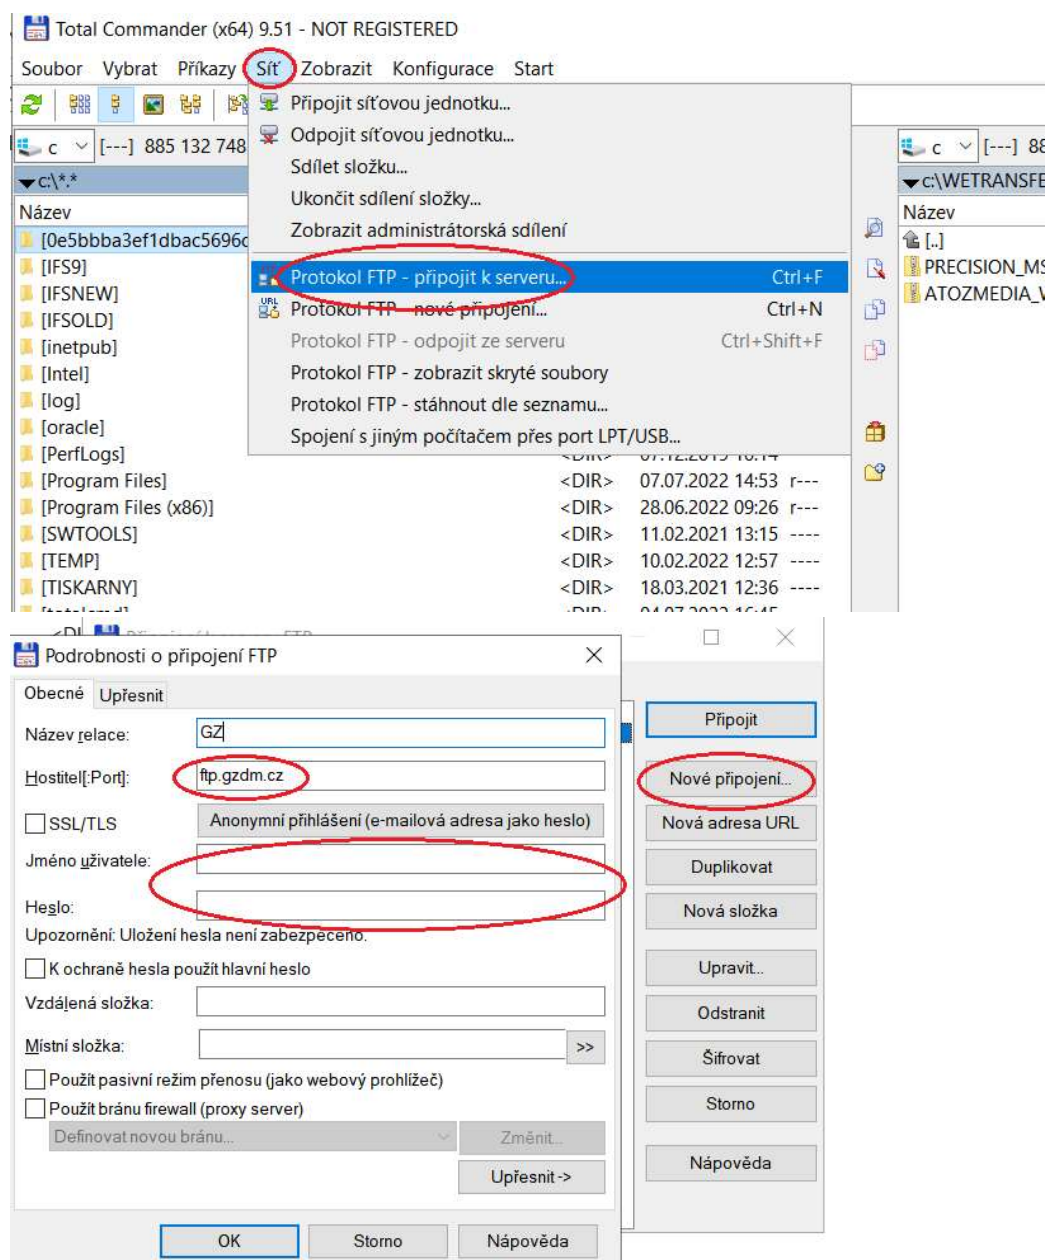 Total Commander (x64) 9.51 - NOT REGISTERED
Soubor Vybrat Příkazy Síť Zobrazit Konfigurace Start
Připojit síťovou jednotku...
Odpojit síťovou jednotku...
Sdílet složku...
Ukončit sdílení složky...
Zobrazit administrátorská sdílení
Protokol FTP - připojit k serveru... Ctrl+F
Protokol FTP - nové připojení... Ctrl+N
Protokol FTP - odpojit ze serveru Ctrl+Shift+F
Protokol FTP - zobrazit skryté soubory
Protokol FTP - stáhnout dle seznamu...
Spojení s jiným počítačem přes port LPT/USB...
c [---] 885 132 748
c:\*.*
Název
[0e5bbba3ef1dbac5696c
[IFS9]
[IFSNEW]
[IFSOLD]
[inetpub]
[Intel]
[log]
[oracle]
[PerfLogs]
[Program Files] <DIR> 07.07.2022 14:53 r---
[Program Files (x86)] <DIR> 28.06.2022 09:26 r---
[SWTOOLS] <DIR> 11.02.2021 13:15 ----
[TEMP] <DIR> 10.02.2022 12:57 ----
[TISKARNY] <DIR> 18.03.2021 12:36 ----
c [---] 88
c:\WETRANSFE
Název
[..]
PRECISION_MS
ATOZMEDIA_V
Podrobnosti o připojení FTP
Obecné Upřesnit
Název relace: GZ
Hostitel[:Port]: ftp.gzdm.cz
SSL/TLS Anonymní přihlášení (e-mailová adresa jako heslo)
Jméno uživatele:
Heslo:
Upozornění: Uložení hesla není zabezpečeno.
K ochraně hesla použít hlavní heslo
Vzdálená složka:
Místní složka: >>
Použít pasivní režim přenosu (jako webový prohlížeč)
Použít bránu firewall (proxy server)
Definovat novou bránu... Změnit...
Upřesnit ->
OK Storno Nápověda
Připojit
Nové připojení...
Nová adresa URL
Duplikovat
Nová složka
Upravit...
Odstranit
Šifrovat
Storno
Nápověda